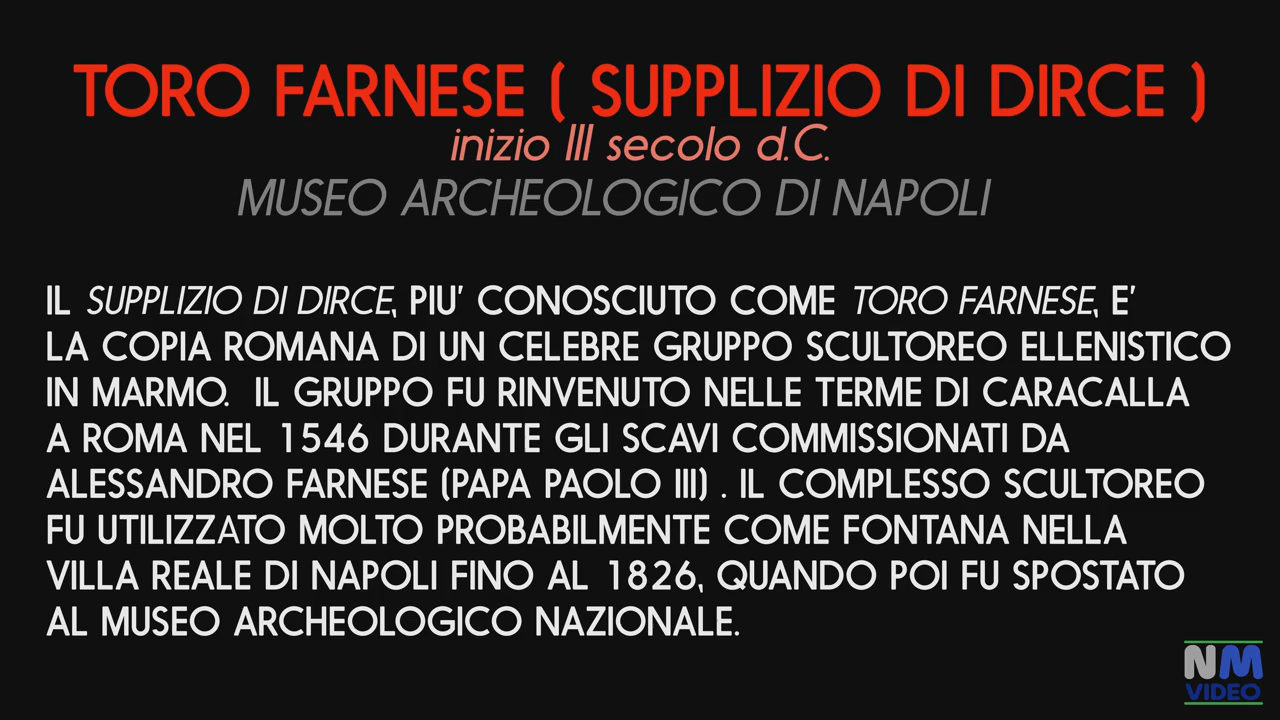 TORO FARNESE ( SUPPLIZIO DI DIRCE )
inizio III secolo d.C.
MUSEO ARCHEOLOGICO DI NAPOLI
IL SUPPLIZIO DI DIRCE, PIU' CONOSCIUTO COME TORO FARNESE, E'
LA COPIA ROMANA DI UN CELEBRE GRUPPO SCULTOREO ELLENISTICO
IN MARMO. IL GRUPPO FU RINVENUTO NELLE TERME DI CARACALLA
A ROMA NEL 1546 DURANTE GLI SCAVI COMMISSIONATI DA
ALESSANDRO FARNESE (PAPA PAOLO III) . IL COMPLESSO SCULTOREO
FU UTILIZZATO MOLTO PROBABILMENTE COME FONTANA NELLA
VILLA REALE DI NAPOLI FINO AL 1826, QUANDO POI FU SPOSTATO
AL MUSEO ARCHEOLOGICO NAZIONALE.
NM
VIDEO